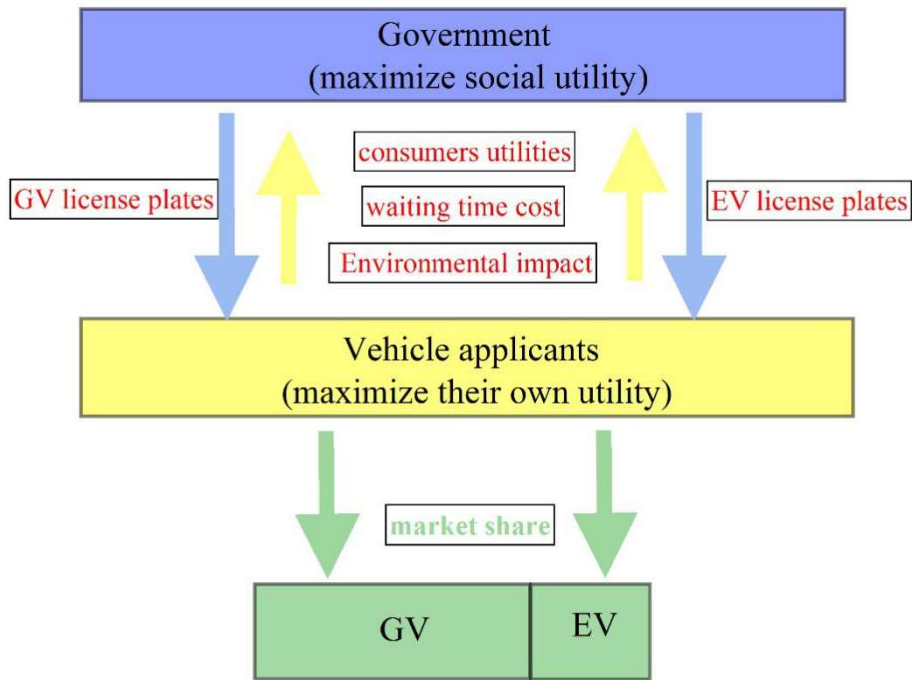 Government
(maximize social utility)
consumers utilities
GV license plates
waiting time cost
EV license plates
Environmental impact
Vehicle applicants
(maximize their own utility)
market share
GV
EV